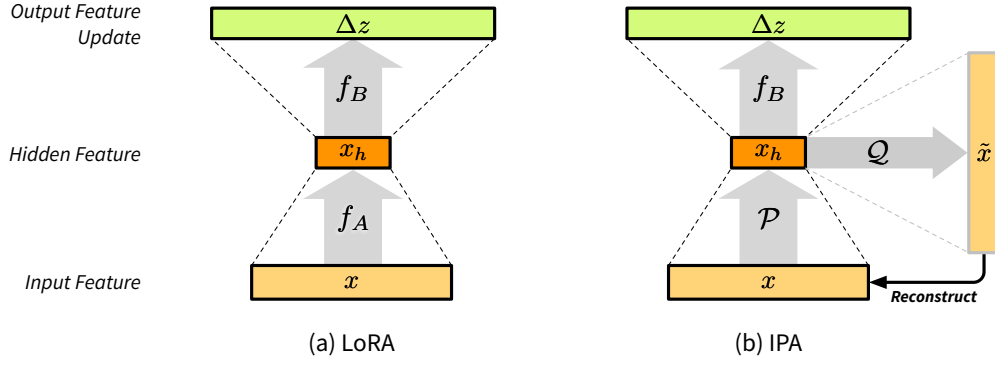 Output Feature
Update
Δz
Δz
f_B
f_B
Hidden Feature
x_h
x_h
𝒬
x̃
f_A
𝒫
Input Feature
x
x
Reconstruct
(a) LoRA
(b) IPA